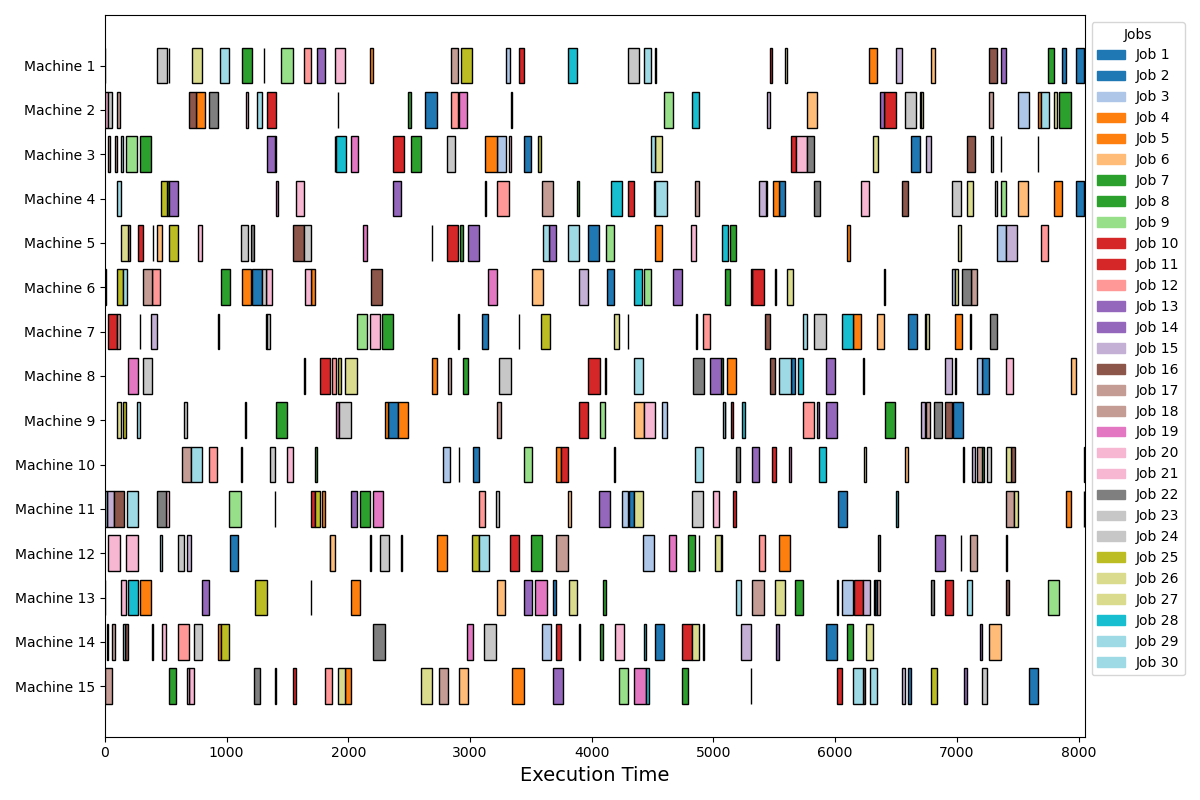 Machine 1
Machine 2
Machine 3
Machine 4
Machine 5
Machine 6
Machine 7
Machine 8
Machine 9
Machine 10
Machine 11
Machine 12
Machine 13
Machine 14
Machine 15
0 1000 2000 3000 4000 5000 6000 7000 8000
Execution Time
Jobs
Job 1
Job 2
Job 3
Job 4
Job 5
Job 6
Job 7
Job 8
Job 9
Job 10
Job 11
Job 12
Job 13
Job 14
Job 15
Job 16
Job 17
Job 18
Job 19
Job 20
Job 21
Job 22
Job 23
Job 24
Job 25
Job 26
Job 27
Job 28
Job 29
Job 30